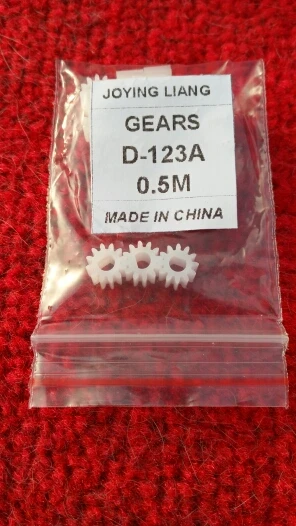 JOYING LIANG
GEARS
D-123A
0.5M
MADE IN CHINA